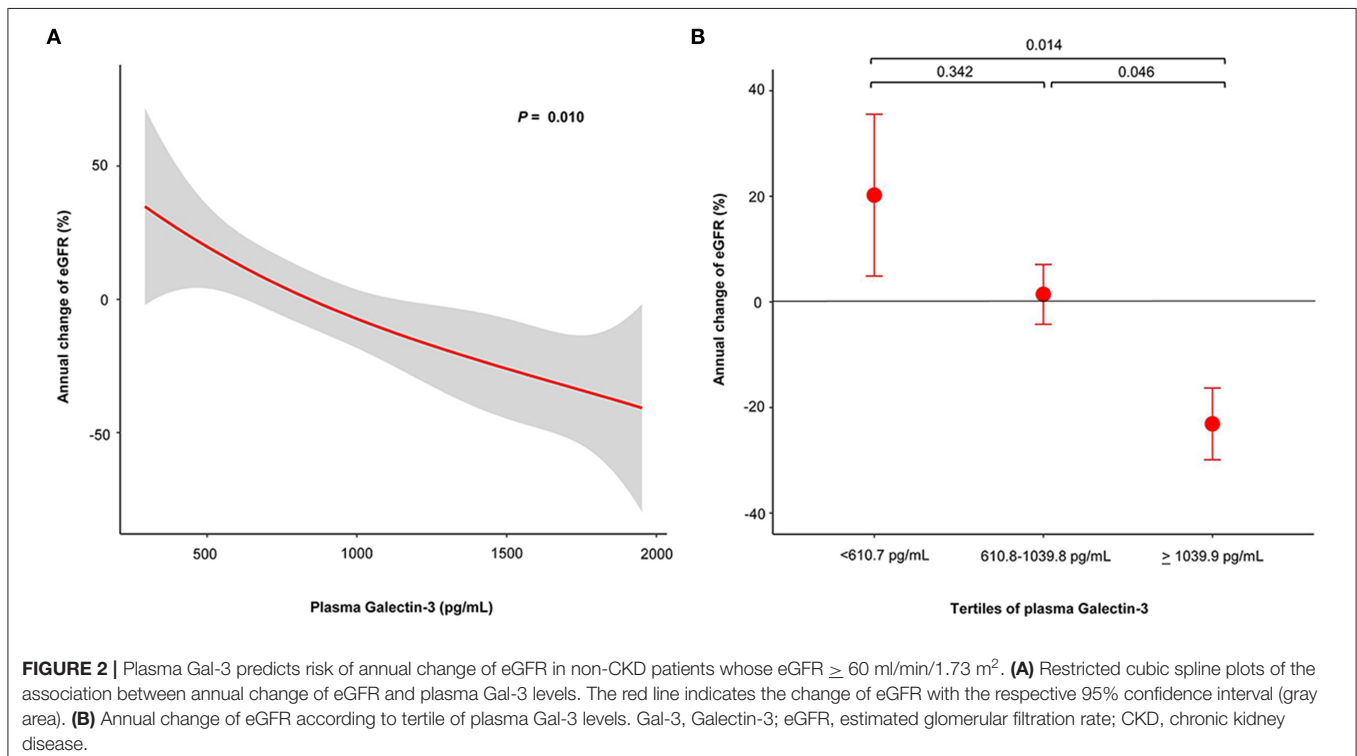 A
P = 0.010
Annual change of eGFR (%)
50
0
-50
500 1000 1500 2000
Plasma Galectin-3 (pg/mL)
B
0.014
0.342 0.046
Annual change of eGFR (%)
40
20
0
-20
-40
<610.7 pg/mL 610.8-1039.8 pg/mL ≥ 1039.9 pg/mL
Tertiles of plasma Galectin-3
FIGURE 2 | Plasma Gal-3 predicts risk of annual change of eGFR in non-CKD patients whose eGFR ≥ 60 ml/min/1.73 m². (A) Restricted cubic spline plots of the
association between annual change of eGFR and plasma Gal-3 levels. The red line indicates the change of eGFR with the respective 95% confidence interval (gray
area). (B) Annual change of eGFR according to tertile of plasma Gal-3 levels. Gal-3, Galectin-3; eGFR, estimated glomerular filtration rate; CKD, chronic kidney
disease.